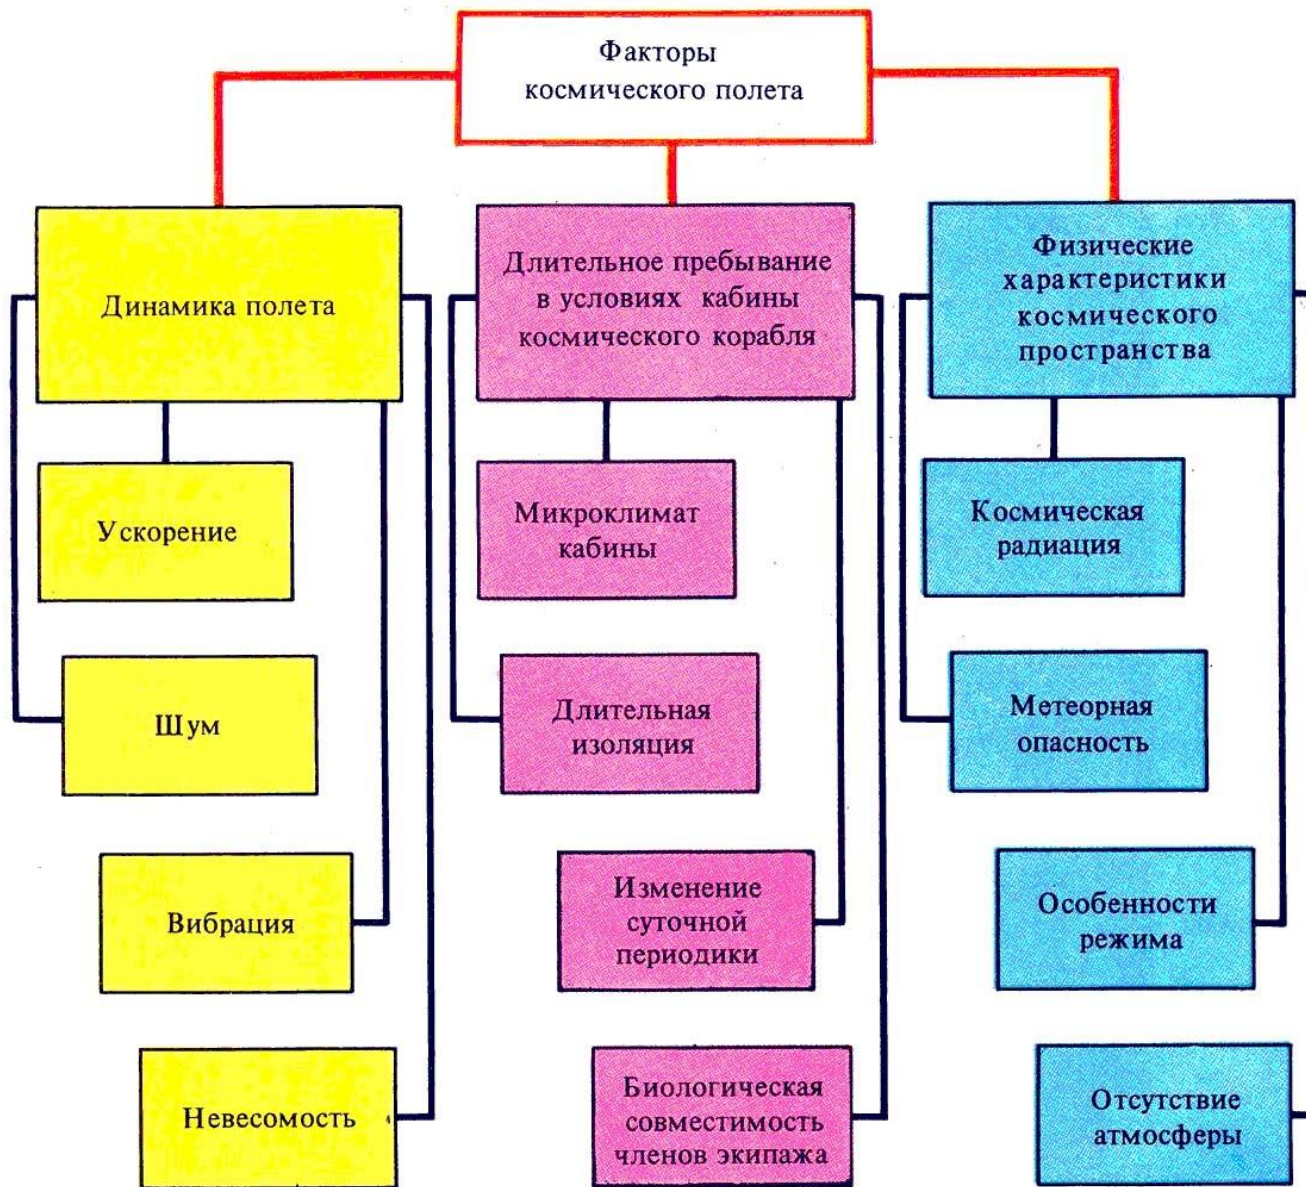 Факторы
космического полета
Динамика полета
Длительное пребывание
в условиях кабины
космического корабля
Физические
характеристики
космического
пространства
Ускорение
Микроклимат
кабины
Космическая
радиация
Шум
Длительная
изоляция
Метеорная
опасность
Вибрация
Изменение
суточной
периодики
Особенности
режима
Невесомость
Биологическая
совместимость
членов экипажа
Отсутствие
атмосферы